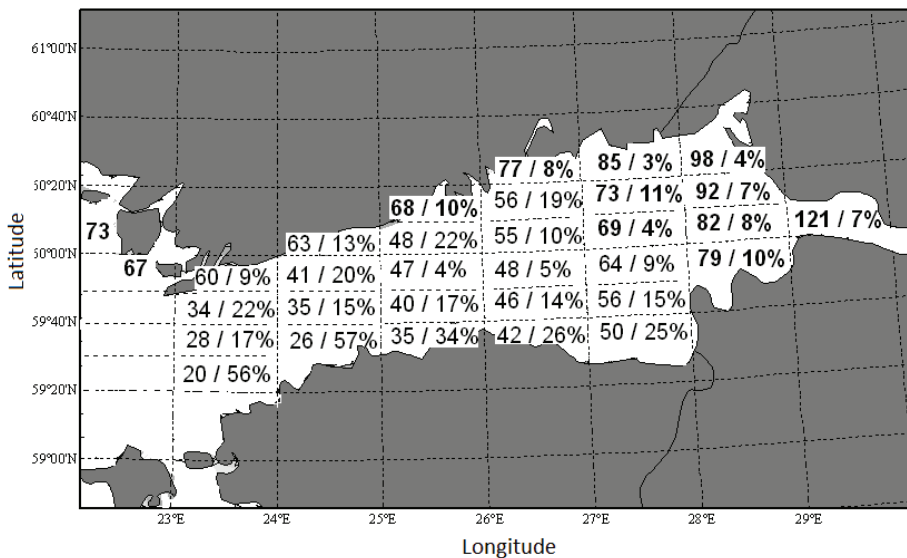 61°00'N
60°40'N
50°20'N
50°00'N
59°40'N
59°20'N
59°00'N
Latitude
77 / 8%
85 / 3%
98 / 4%
68 / 10%
56 / 19%
73 / 11%
92 / 7%
73
63 / 13%
48 / 22%
55 / 10%
69 / 4%
82 / 8%
121 / 7%
67
60 / 9%
41 / 20%
47 / 4%
48 / 5%
64 / 9%
79 / 10%
34 / 22%
35 / 15%
40 / 17%
46 / 14%
56 / 15%
28 / 17%
26 / 57%
35 / 34%
42 / 26%
50 / 25%
20 / 56%
23°E
24°E
25°E
26°E
27°E
28°E
29°E
Longitude